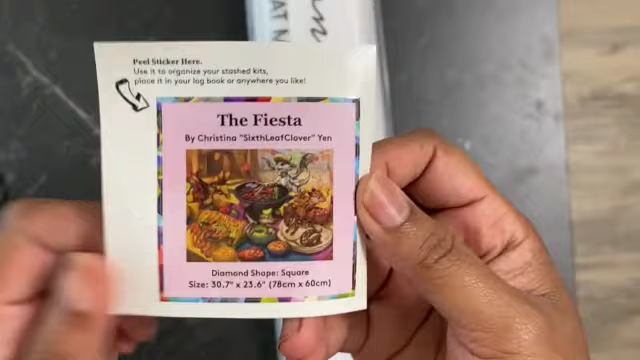 Peel Sticker Here.
Use it to organize your stashed kits,
place it in your log book or anywhere you like!
The Fiesta
By Christina "SixthLeafClover" Yen
Diamond Shape: Square
Size: 30.7" x 23.6" (78cm x 60cm)